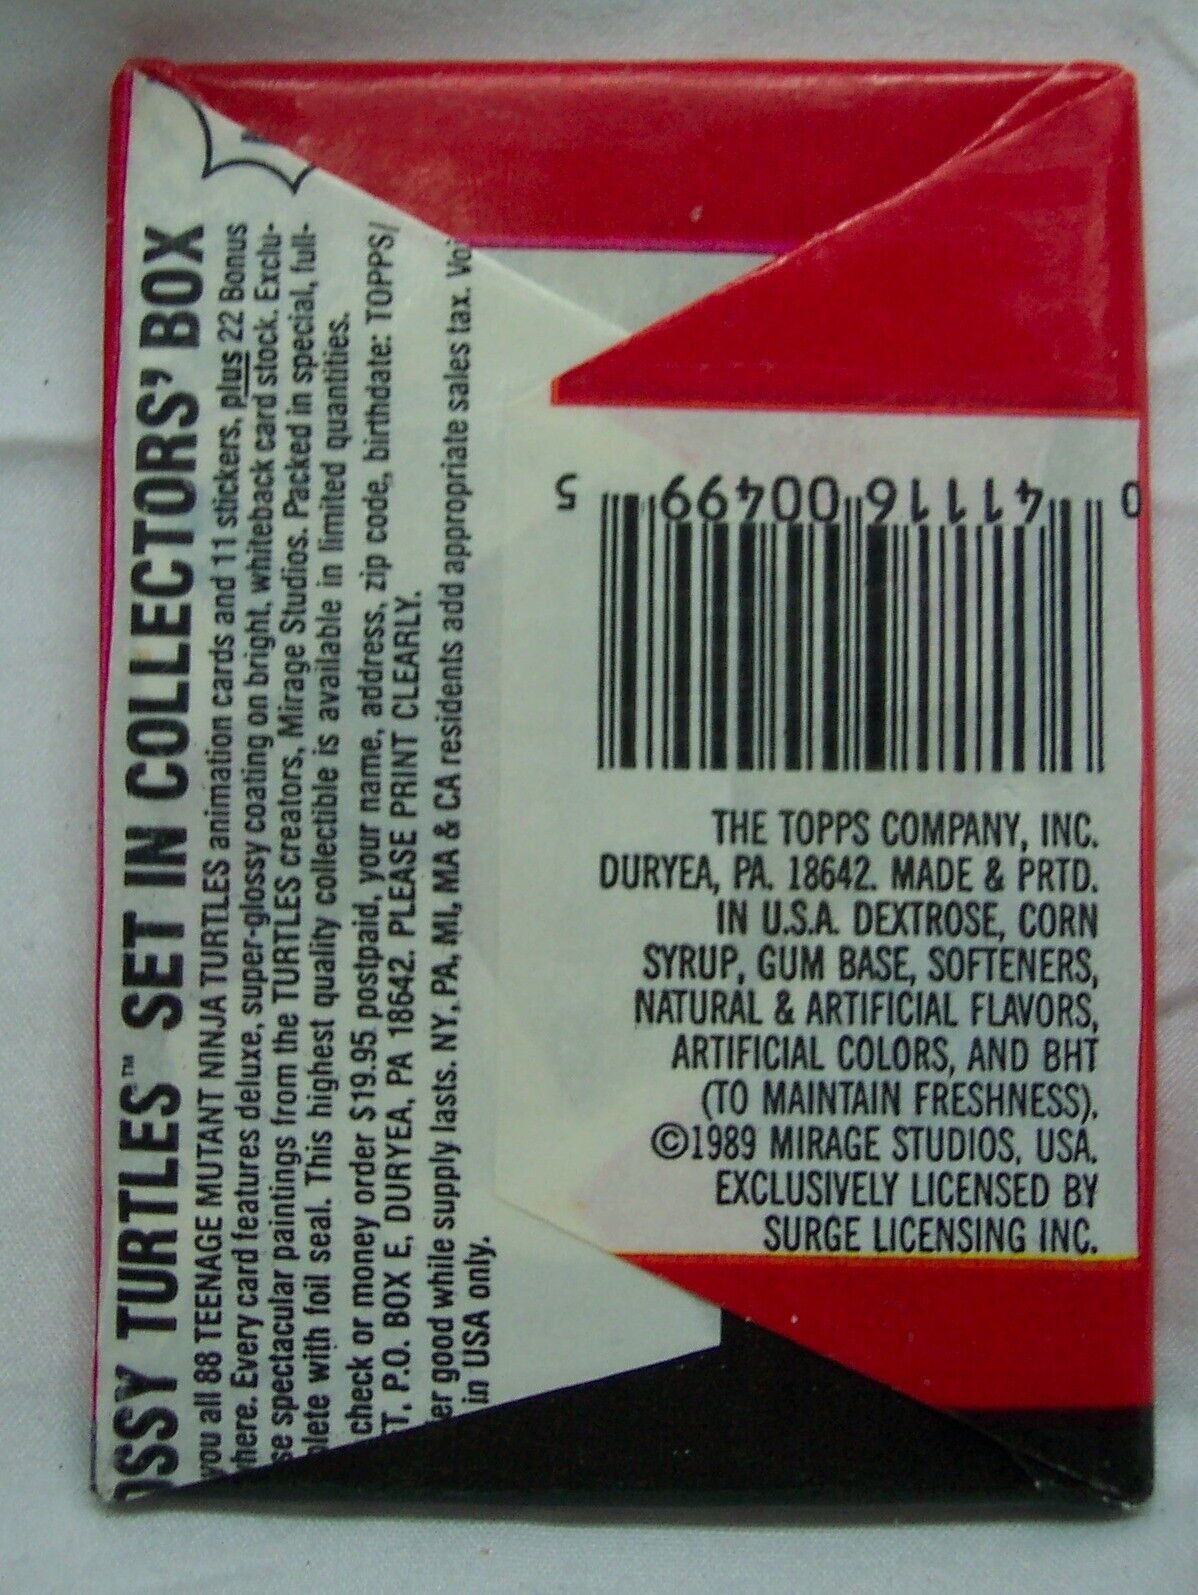 SSY TURTLES™ SET IN COLLECTORS' BOX
you all 88 TEENAGE MUTANT NINJA TURTLES animation cards and 11 stickers, plus 22 Bonus
here. Every card features deluxe, super-glossy coating on bright, whiteback card stock. Exclu-
se spectacular paintings from the TURTLES creators, Mirage Studios. Packed in special, full-
plete with foil seal. This highest quality collectible is available in limited quantities.
check or money order $19.95 postpaid, your name, address, zip code, birthdate: TOPPS/
T, P.O. BOX E, DURYEA, PA 18642. PLEASE PRINT CLEARLY.
er good while supply lasts. NY, PA, MI, MA & CA residents add appropriate sales tax. Voi
in USA only.
0 41116 00499 5
THE TOPPS COMPANY, INC.
DURYEA, PA. 18642. MADE & PRTD.
IN U.S.A. DEXTROSE, CORN
SYRUP, GUM BASE, SOFTENERS,
NATURAL & ARTIFICIAL FLAVORS,
ARTIFICIAL COLORS, AND BHT
(TO MAINTAIN FRESHNESS).
©1989 MIRAGE STUDIOS, USA.
EXCLUSIVELY LICENSED BY
SURGE LICENSING INC.